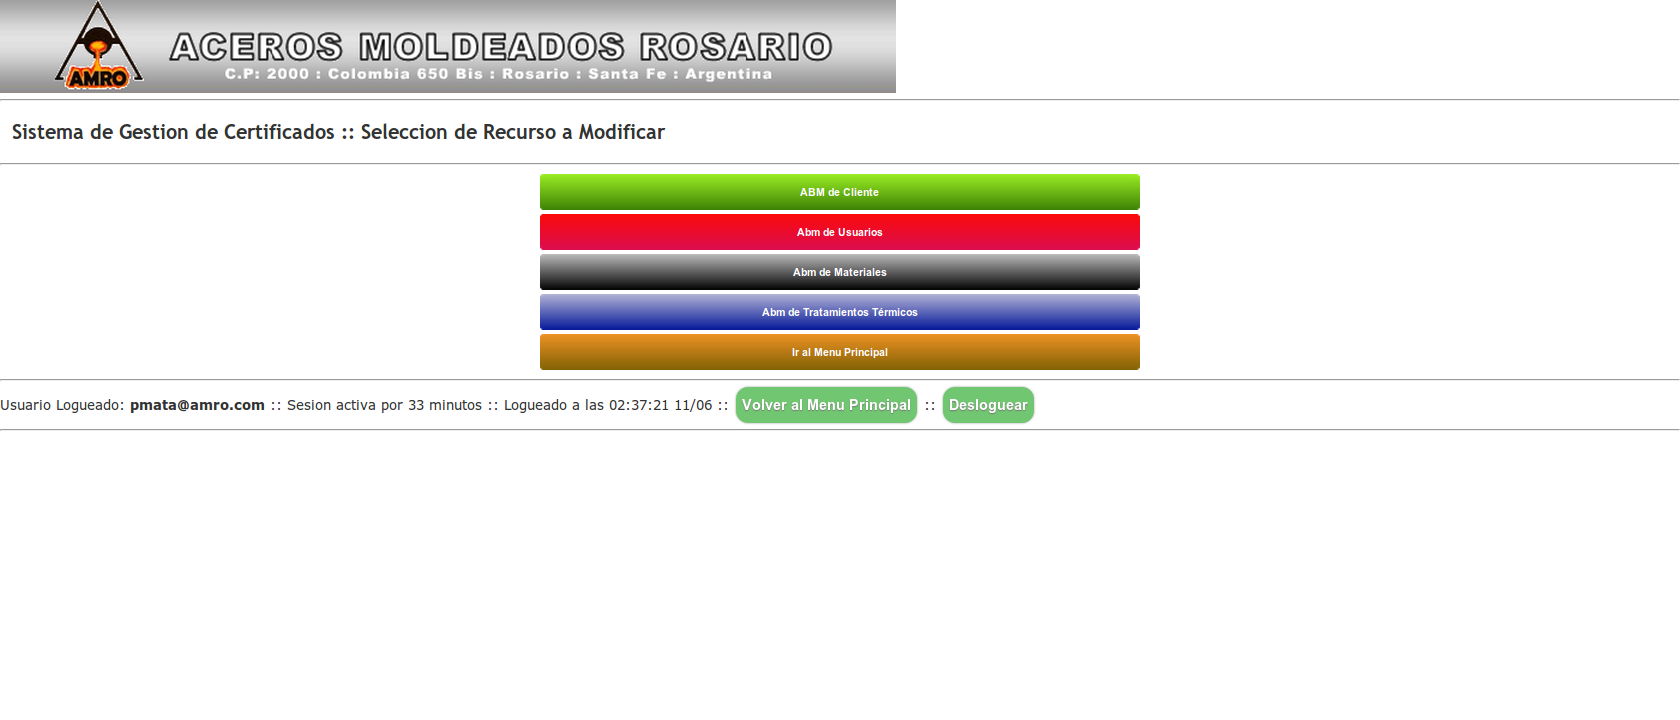 AMRO
ACEROS MOLDEADOS ROSARIO
C.P: 2000 : Colombia 650 Bis : Rosario : Santa Fe : Argentina
Sistema de Gestion de Certificados :: Seleccion de Recurso a Modificar
ABM de Cliente
Abm de Usuarios
Abm de Materiales
Abm de Tratamientos Térmicos
Ir al Menu Principal
Usuario Logueado: pmata@amro.com :: Sesion activa por 33 minutos :: Logueado a las 02:37:21 11/06 :: Volver al Menu Principal :: Desloguear